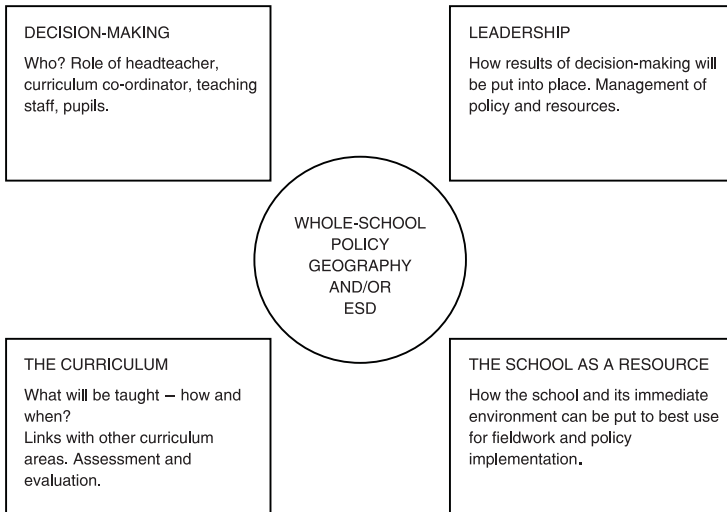 DECISION-MAKING
Who? Role of headteacher,
curriculum co-ordinator, teaching
staff, pupils.
LEADERSHIP
How results of decision-making will
be put into place. Management of
policy and resources.
WHOLE-SCHOOL
POLICY
GEOGRAPHY
AND/OR
ESD
THE CURRICULUM
What will be taught – how and
when?
Links with other curriculum
areas. Assessment and
evaluation.
THE SCHOOL AS A RESOURCE
How the school and its immediate
environment can be put to best use
for fieldwork and policy
implementation.